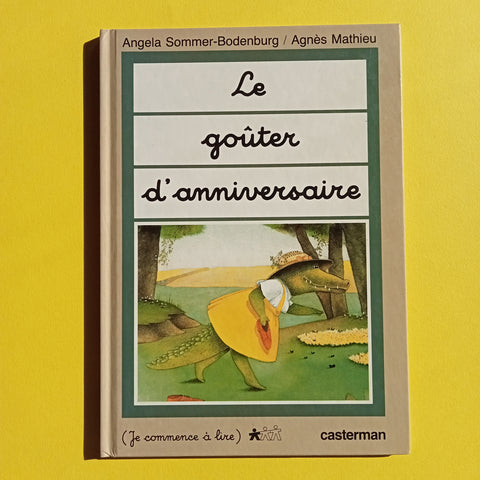 Angela Sommer-Bodenburg / Agnès Mathieu
Le
goûter
d'anniversaire
(Je commence à lire)
casterman